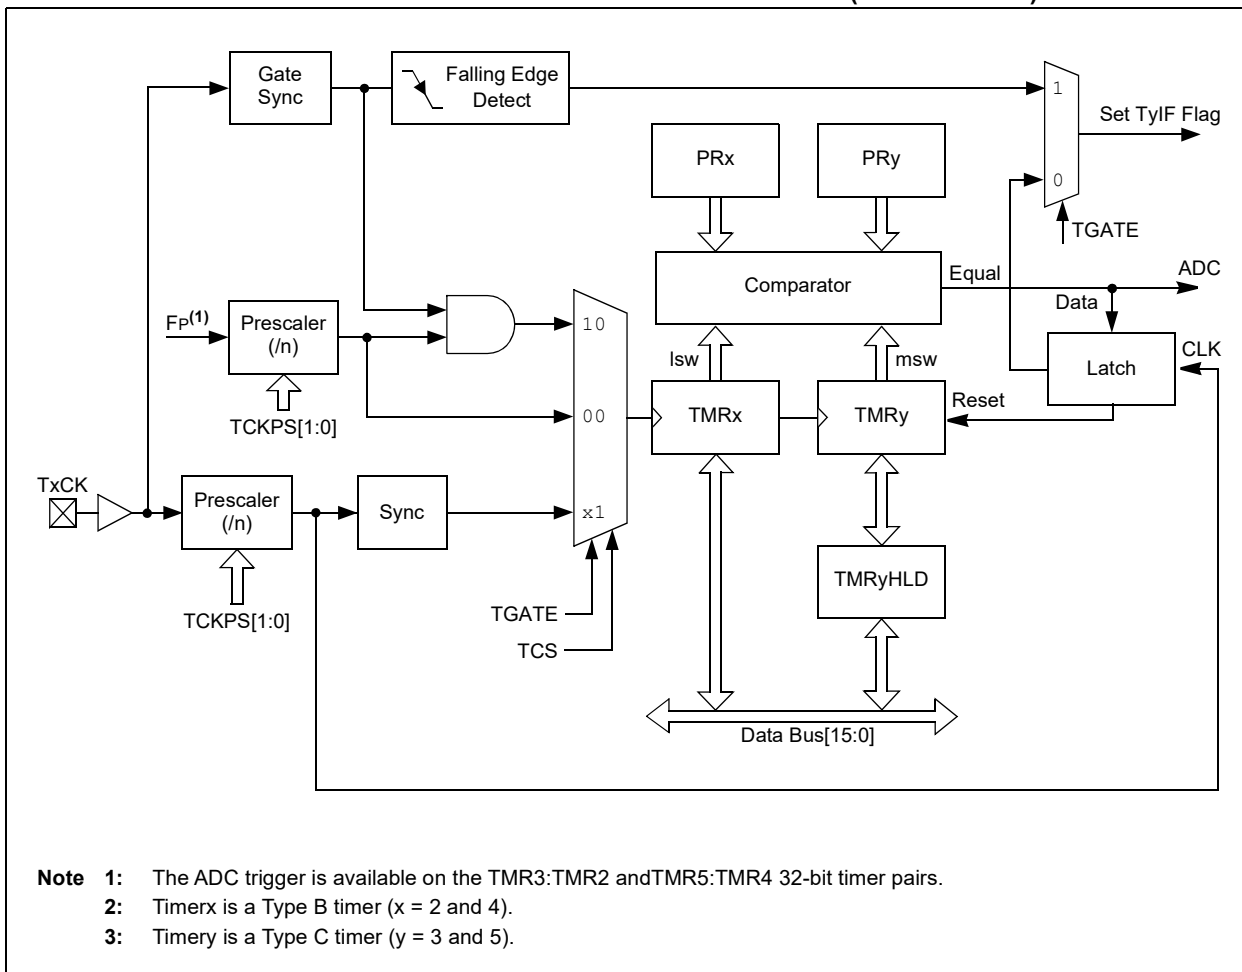 Gate
Sync
Falling Edge
Detect
1
Set TyIF Flag
PRx
PRy
0
TGATE
Comparator
Equal
ADC
Data
FP(1)
Prescaler
(/n)
10
lsw
msw
Latch
CLK
TCKPS[1:0]
00
TMRx
TMRy
Reset
TxCK
Prescaler
(/n)
Sync
x1
TMRyHLD
TCKPS[1:0]
TGATE
TCS
Data Bus[15:0]
Note 1: The ADC trigger is available on the TMR3:TMR2 andTMR5:TMR4 32-bit timer pairs.
2: Timerx is a Type B timer (x = 2 and 4).
3: Timery is a Type C timer (y = 3 and 5).